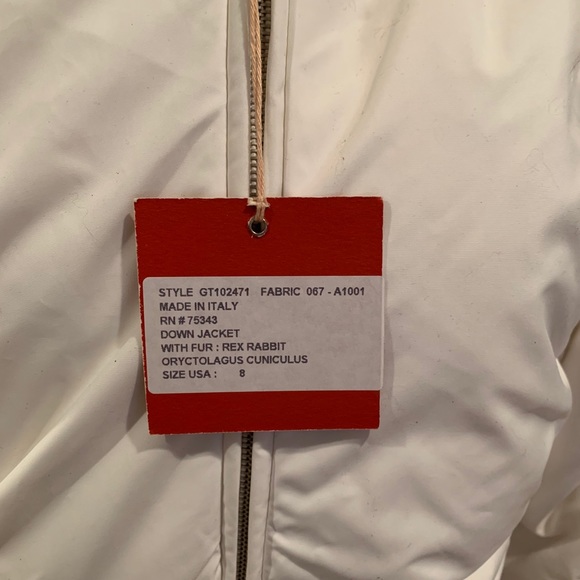 STYLE GT102471 FABRIC 067 - A1001
MADE IN ITALY
RN # 75343
DOWN JACKET
WITH FUR : REX RABBIT
ORYCTOLAGUS CUNICULUS
SIZE USA : 8